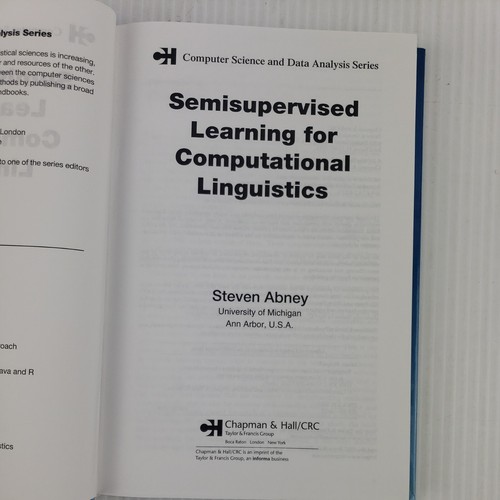 lysis Series
stical sciences is increasing,
and resources of the other.
een the computer sciences
thods by publishing a broad
ndbooks.
London
to one of the series editors
oach
ava and R
stics
CH Computer Science and Data Analysis Series
Semisupervised
Learning for
Computational
Linguistics
Steven Abney
University of Michigan
Ann Arbor, U.S.A.
CH Chapman & Hall/CRC
Taylor & Francis Group
Boca Raton London New York
Chapman & Hall/CRC is an imprint of the
Taylor & Francis Group, an informa business